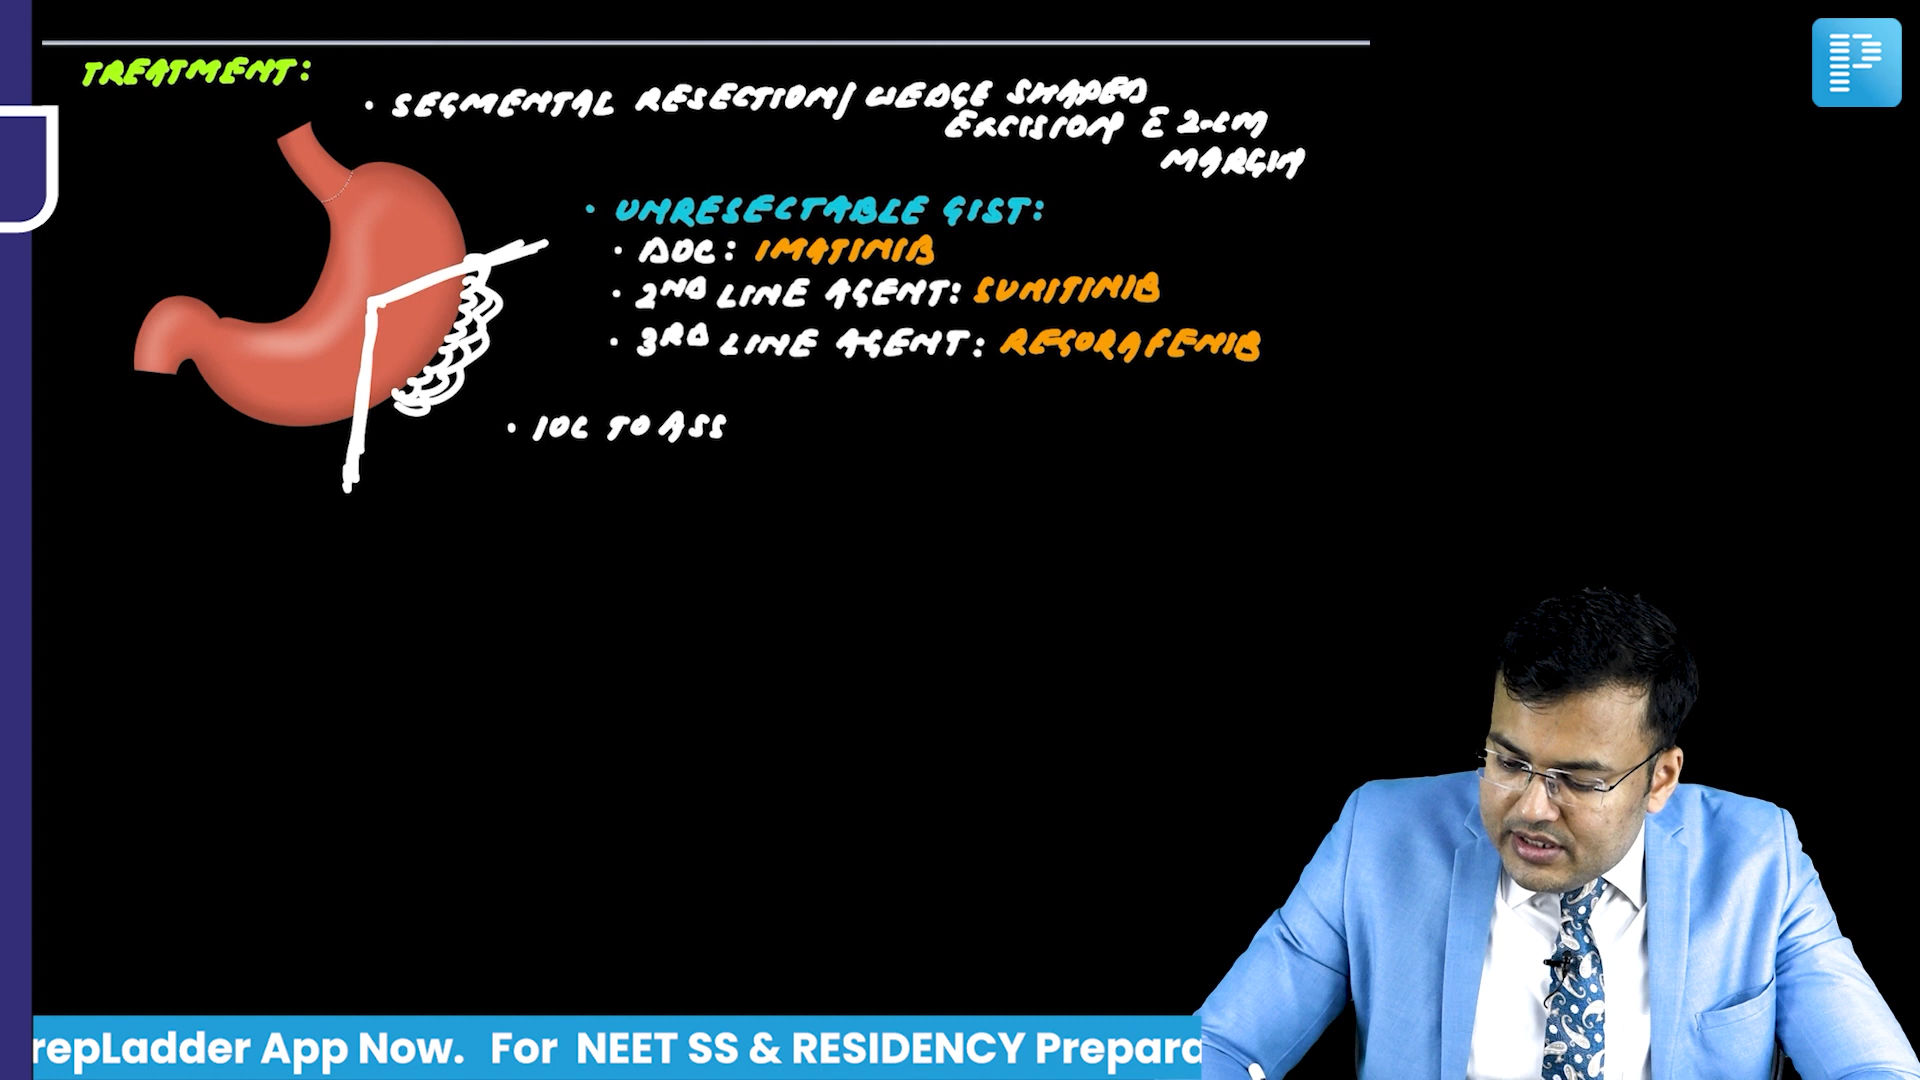 TREATMENT:
• SEGMENTAL RESECTION/ WEDGE SHAPED
EXCISION C̄ 2-CM
MARGIN
• UNRESECTABLE GIST:
• DOC: IMATINIB
• 2ND LINE AGENT: SUNITINIB
• 3RD LINE AGENT: REGORAFENIB
• IOC TO ASS
repLadder App Now. For NEET SS & RESIDENCY Prepara